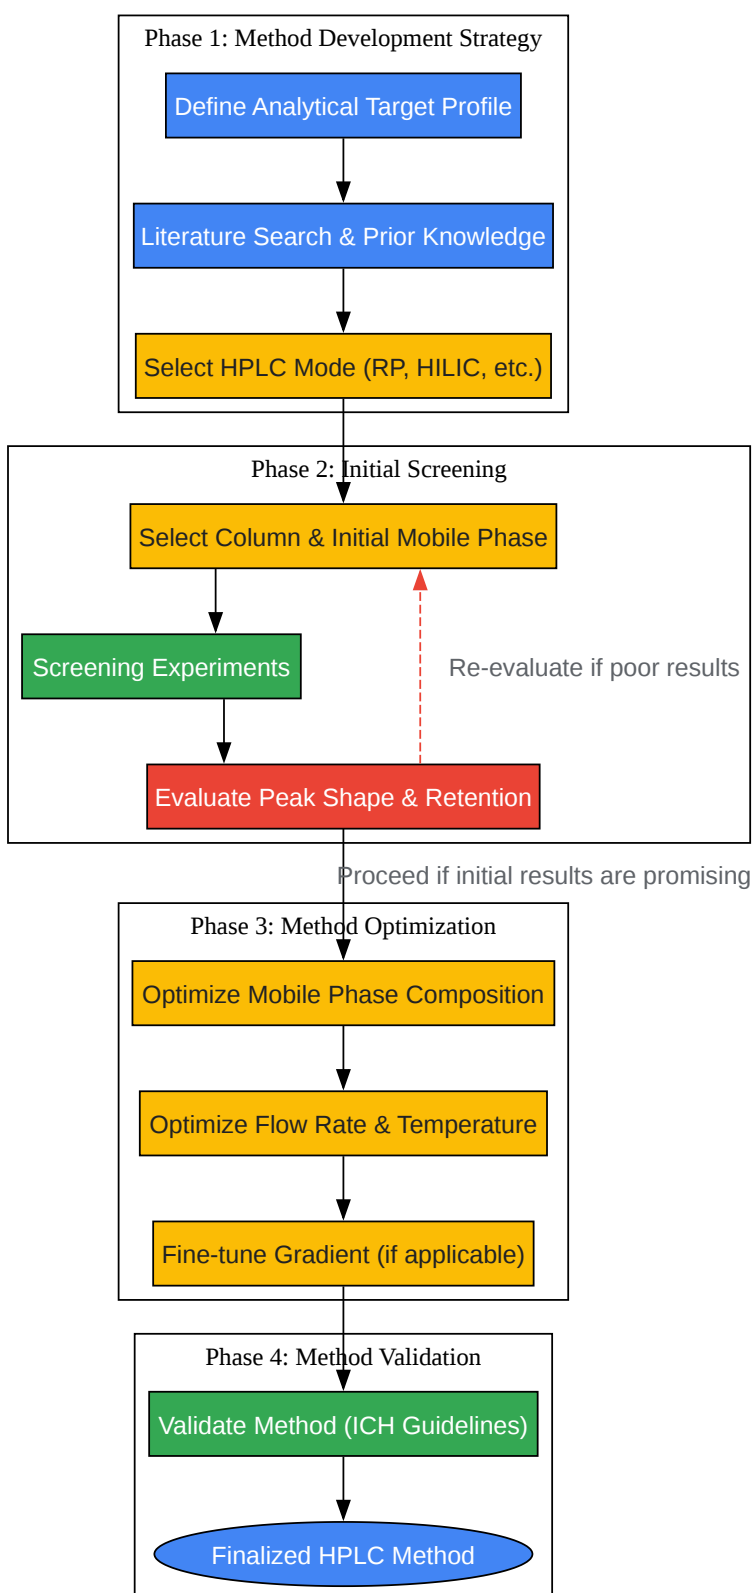 Phase 1: Method Development Strategy
Define Analytical Target Profile
Literature Search & Prior Knowledge
Select HPLC Mode (RP, HILIC, etc.)
Phase 2: Initial Screening
Select Column & Initial Mobile Phase
Screening Experiments
Re-evaluate if poor results
Evaluate Peak Shape & Retention
Proceed if initial results are promising
Phase 3: Method Optimization
Optimize Mobile Phase Composition
Optimize Flow Rate & Temperature
Fine-tune Gradient (if applicable)
Phase 4: Method Validation
Validate Method (ICH Guidelines)
Finalized HPLC Method